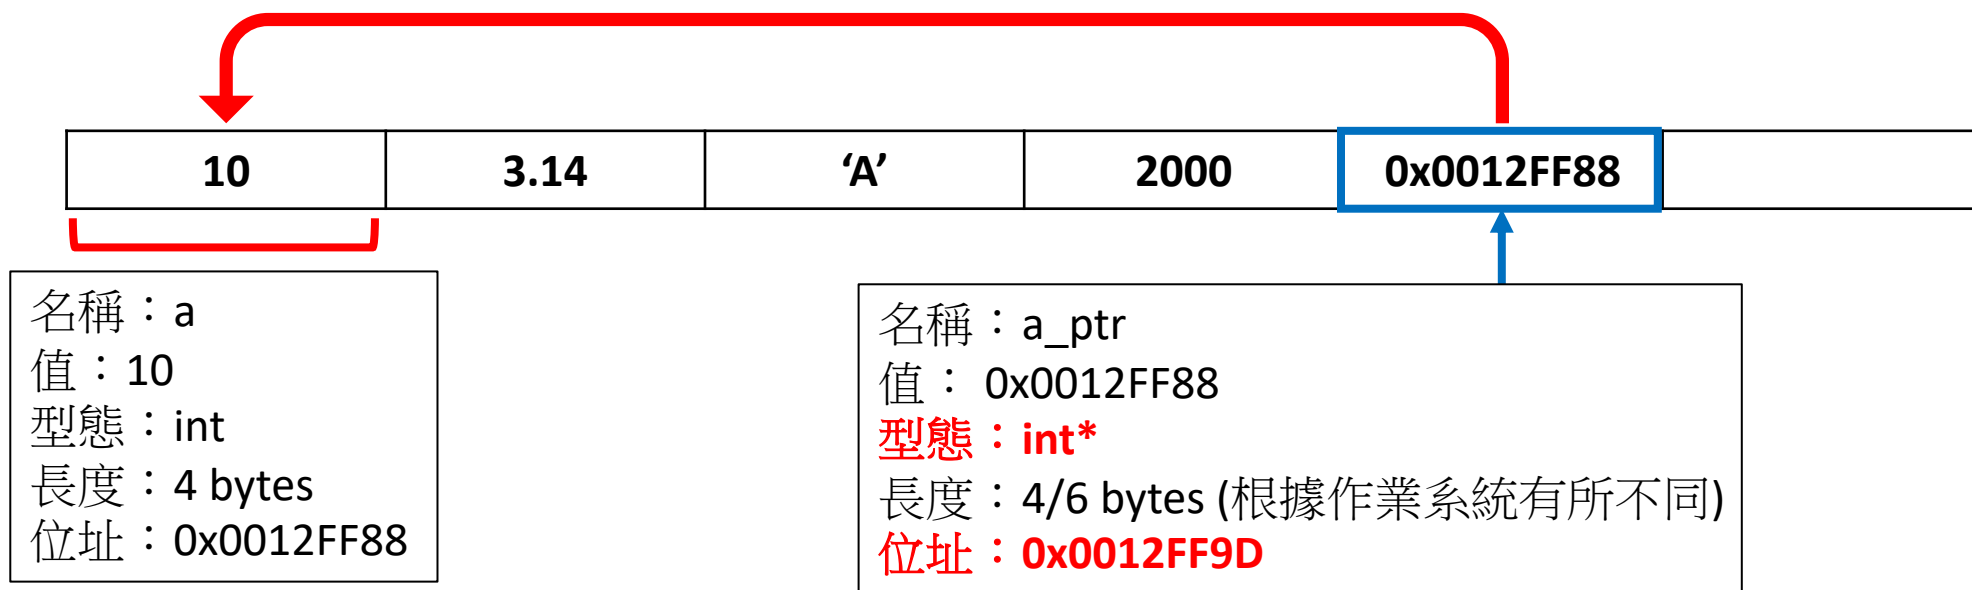 10 3.14 ‘A’ 2000 0x0012FF88
名稱：a
值：10
型態：int
長度：4 bytes
位址：0x0012FF88
名稱：a_ptr
值： 0x0012FF88
型態：int*
長度：4/6 bytes (根據作業系統有所不同)
位址：0x0012FF9D